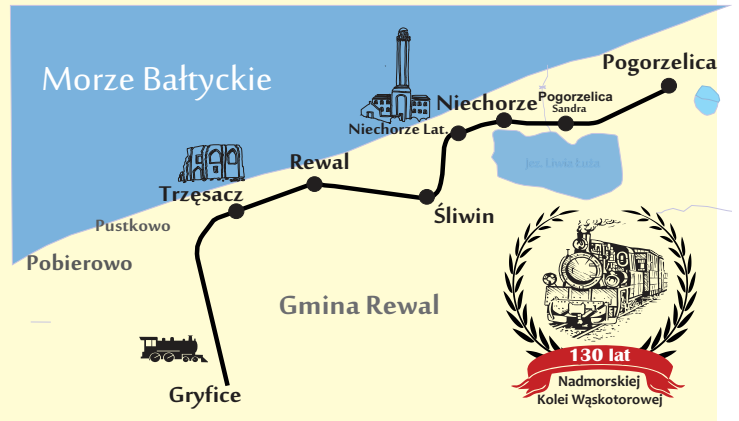 Morze Bałtyckie
Pogorzelica
Niechorze
Pogorzelica
Sandra
Niechorze Lat.
Jez. Liwia Łuża
Rewal
Trzęsacz
Śliwin
Pustkowo
Pobierowo
Gmina Rewal
Gryfice
130 lat
Nadmorskiej
Kolei Wąskotorowej